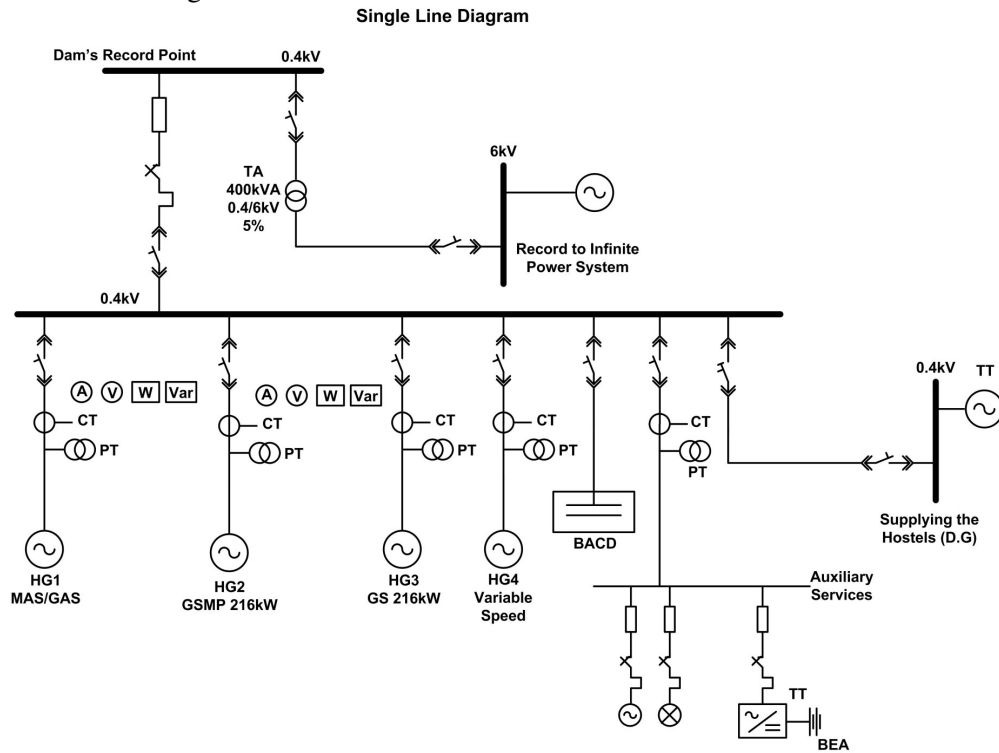 Single Line Diagram
Dam's Record Point
0.4kV
TA
400kVA
0.4/6kV
5%
6kV
Record to Infinite
Power System
0.4kV
A V W Var
A V W Var
CT
PT
CT
PT
CT
PT
CT
PT
CT
PT
0.4kV
TT
HG1
MAS/GAS
HG2
GSMP 216kW
HG3
GS 216kW
HG4
Variable
Speed
BACD
Supplying the
Hostels (D.G)
Auxiliary
Services
TT
BEA